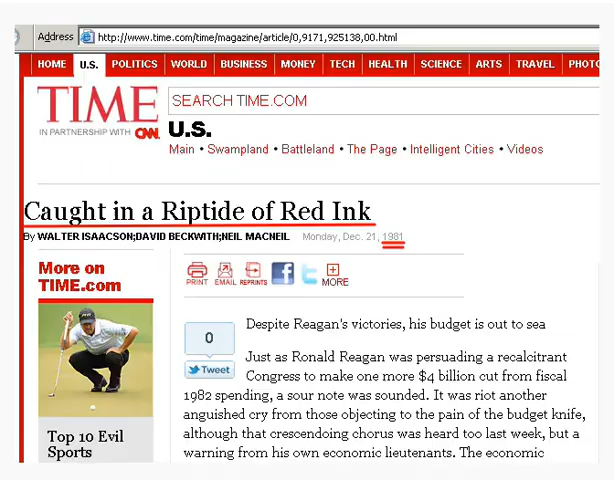 Address http://www.time.com/time/magazine/article/0,9171,925138,00.html
HOME U.S. POLITICS WORLD BUSINESS MONEY TECH HEALTH SCIENCE ARTS TRAVEL PHOTO
TIME
IN PARTNERSHIP WITH CNN
SEARCH TIME.COM
U.S.
Main • Swampland • Battleland • The Page • Intelligent Cities • Videos
Caught in a Riptide of Red Ink
By WALTER ISAACSON;DAVID BECKWITH;NEIL MACNEIL Monday, Dec. 21, 1981
More on
TIME.com
Top 10 Evil
Sports
PRINT EMAIL REPRINTS MORE
0
Tweet
Despite Reagan's victories, his budget is out to sea
Just as Ronald Reagan was persuading a recalcitrant
Congress to make one more $4 billion cut from fiscal
1982 spending, a sour note was sounded. It was riot another
anguished cry from those objecting to the pain of the budget knife,
although that crescendoing chorus was heard too last week, but a
warning from his own economic lieutenants. The economic